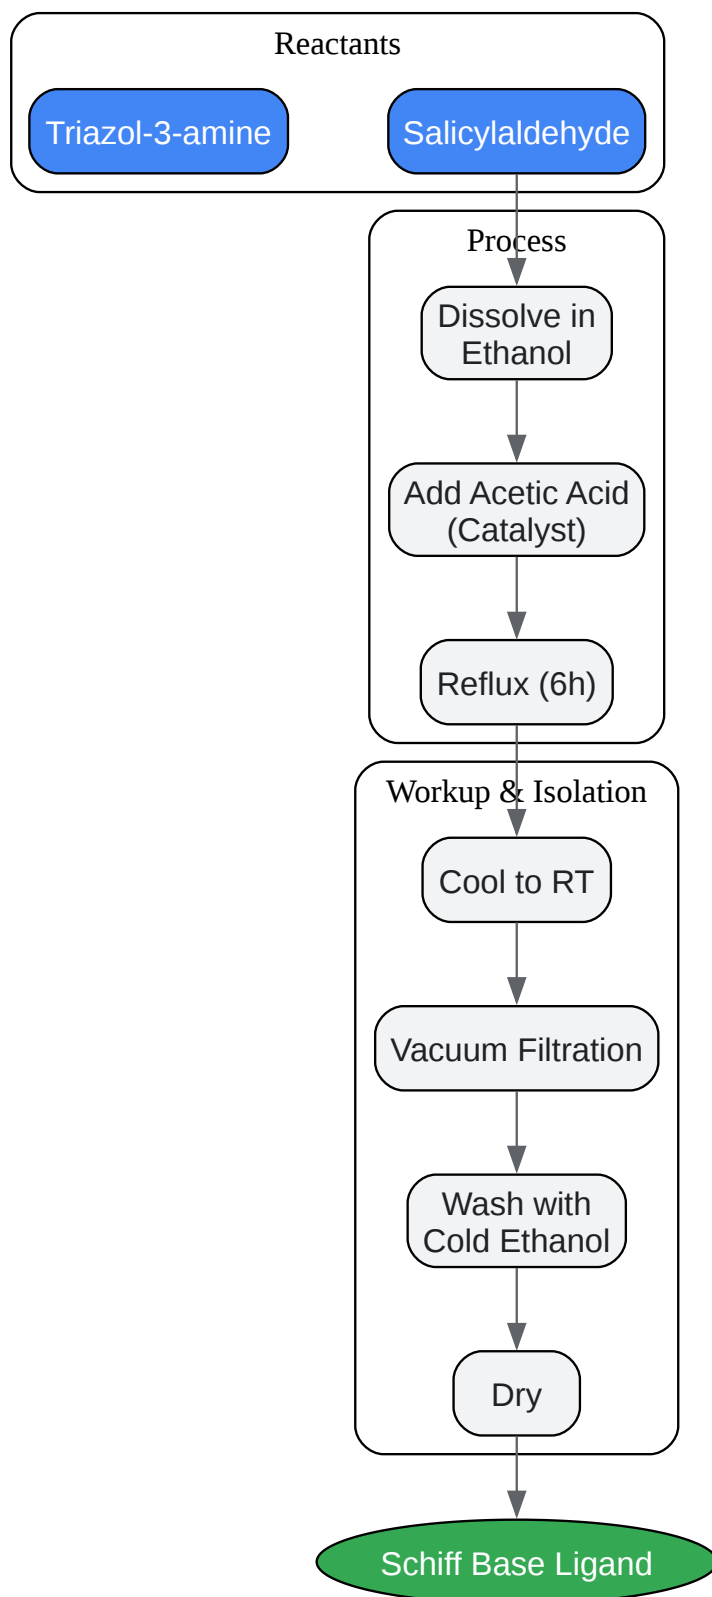 Reactants
Triazol-3-amine
Salicylaldehyde
Process
Dissolve in
Ethanol
Add Acetic Acid
(Catalyst)
Reflux (6h)
Workup & Isolation
Cool to RT
Vacuum Filtration
Wash with
Cold Ethanol
Dry
Schiff Base Ligand